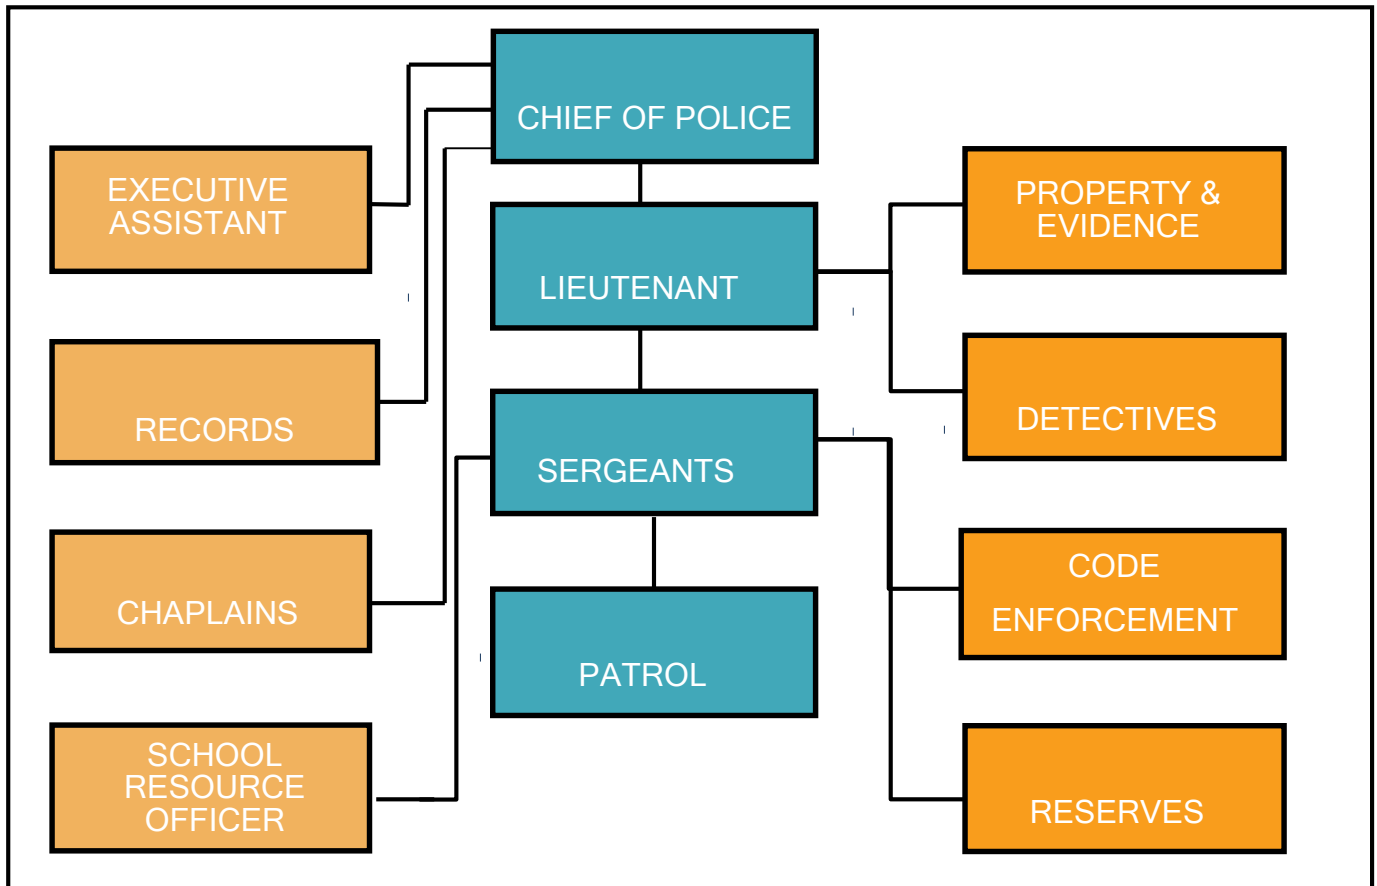 CHIEF OF POLICE
EXECUTIVE
ASSISTANT
PROPERTY &
EVIDENCE
LIEUTENANT
RECORDS
DETECTIVES
SERGEANTS
CHAPLAINS
CODE
ENFORCEMENT
PATROL
SCHOOL
RESOURCE
OFFICER
RESERVES